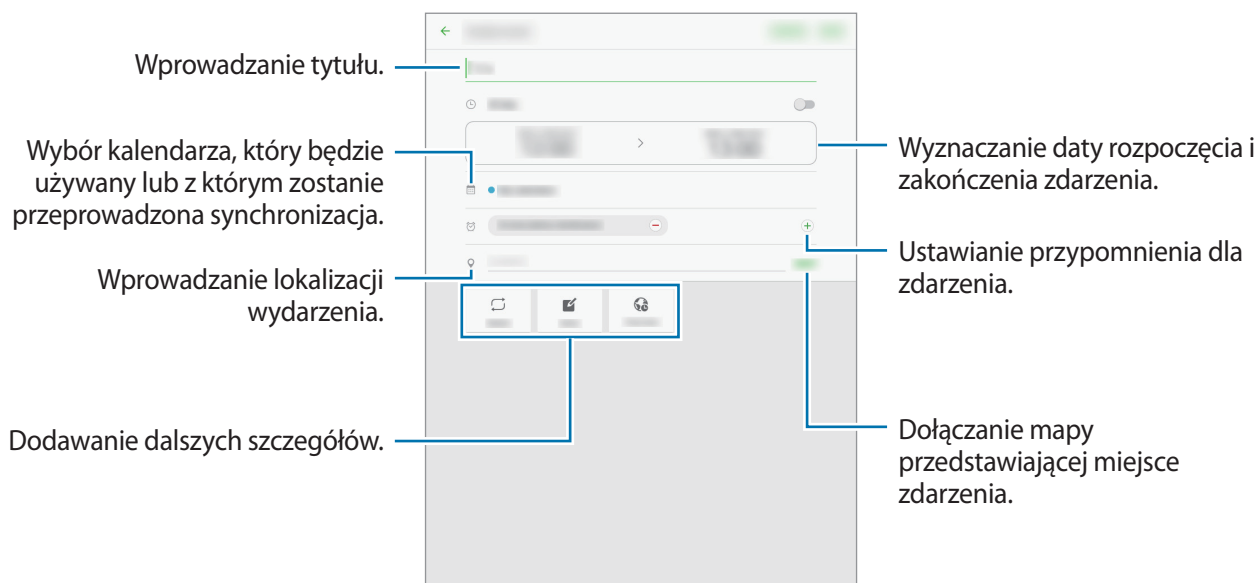 Wprowadzanie tytułu.
Wybór kalendarza, który będzie
używany lub z którym zostanie
przeprowadzona synchronizacja.
Wprowadzanie lokalizacji
wydarzenia.
Dodawanie dalszych szczegółów.
Wyznaczanie daty rozpoczęcia i
zakończenia zdarzenia.
Ustawianie przypomnienia dla
zdarzenia.
Dołączanie mapy
przedstawiającej miejsce
zdarzenia.